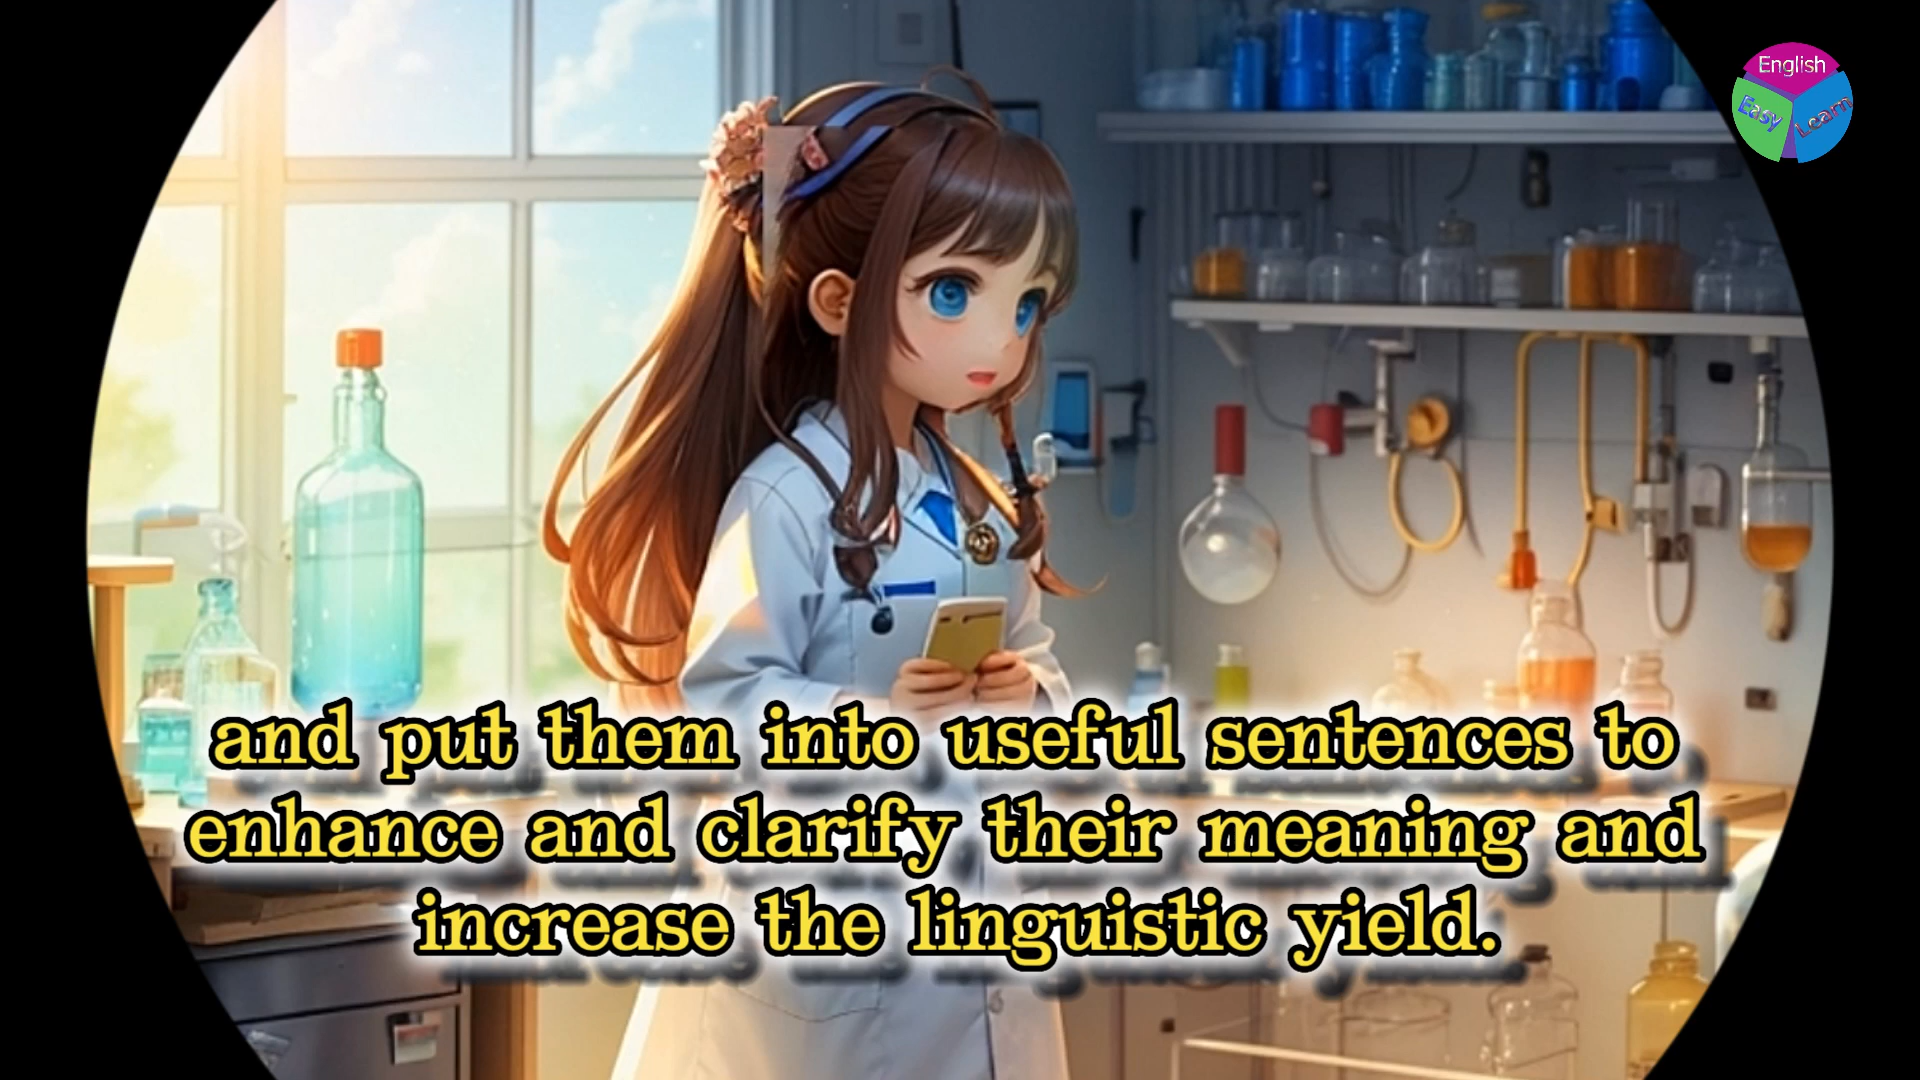 English
Easy
Learn
and put them into useful sentences to
enhance and clarify their meaning and
increase the linguistic yield.